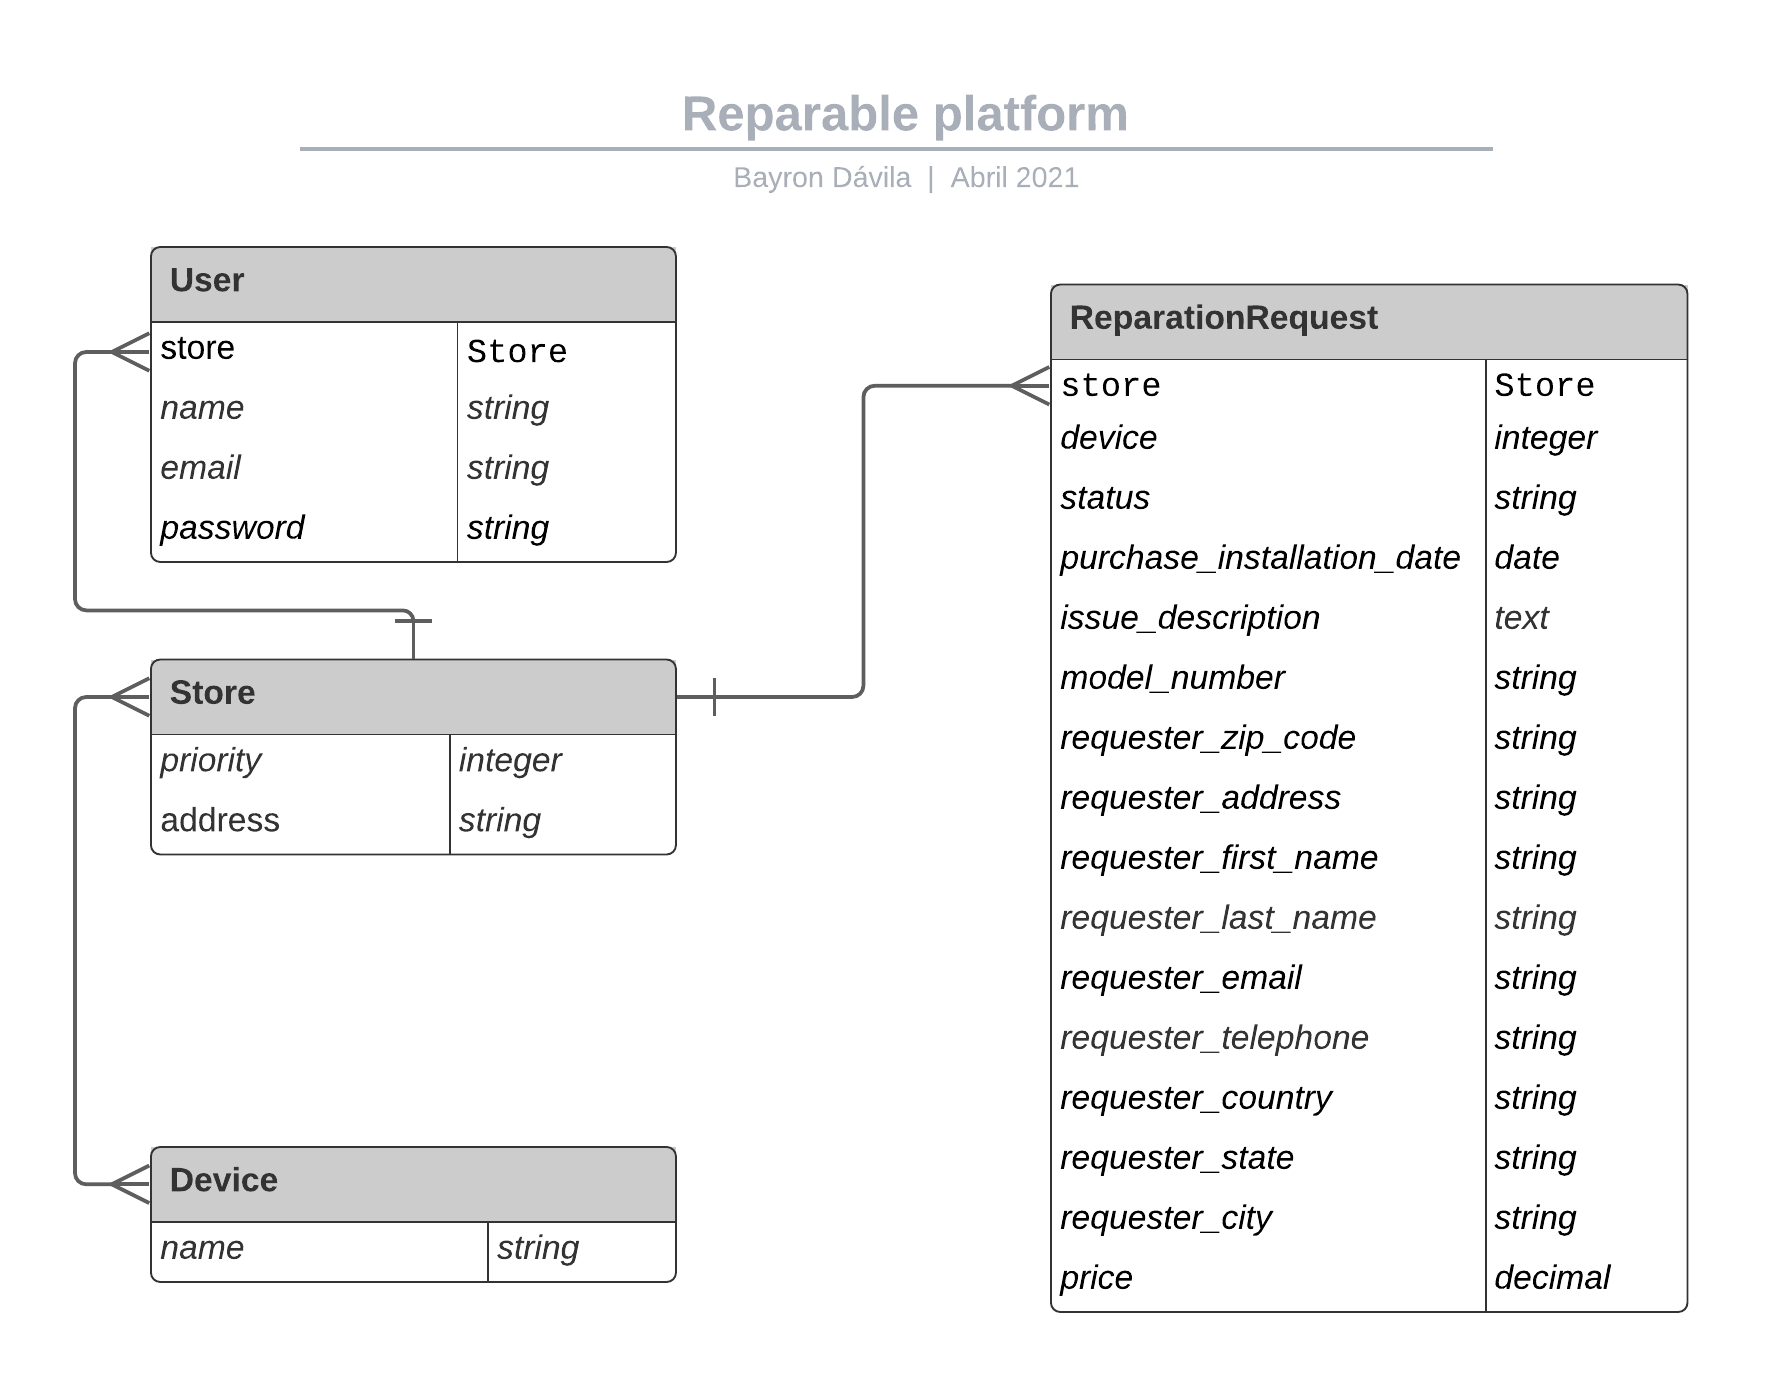 Reparable platform
Bayron Dávila | Abril 2021
User
store Store
name string
email string
password string
Store
priority integer
address string
Device
name string
ReparationRequest
store Store
device integer
status string
purchase_installation_date date
issue_description text
model_number string
requester_zip_code string
requester_address string
requester_first_name string
requester_last_name string
requester_email string
requester_telephone string
requester_country string
requester_state string
requester_city string
price decimal